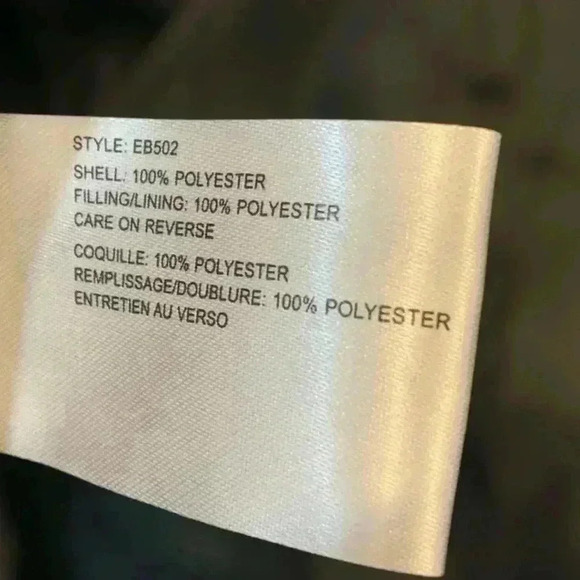 STYLE: EB502
SHELL: 100% POLYESTER
FILLING/LINING: 100% POLYESTER
CARE ON REVERSE
COQUILLE: 100% POLYESTER
REMPLISSAGE/DOUBLURE: 100% POLYESTER
ENTRETIEN AU VERSO